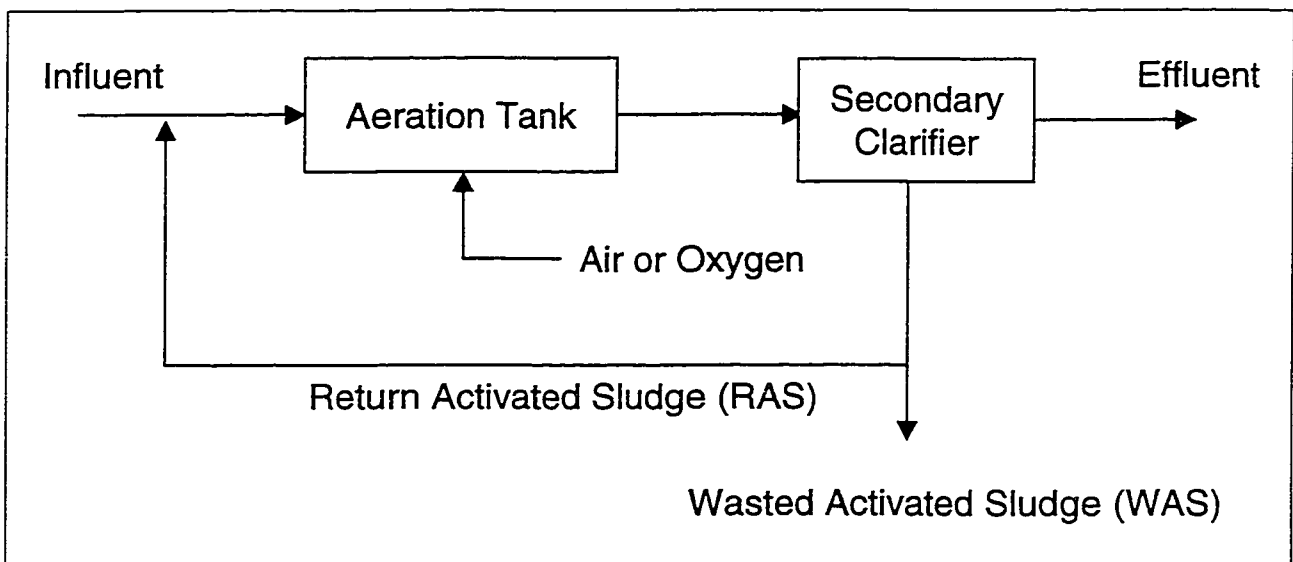 Influent
Aeration Tank
Secondary
Clarifier
Effluent
Air or Oxygen
Return Activated Sludge (RAS)
Wasted Activated Sludge (WAS)